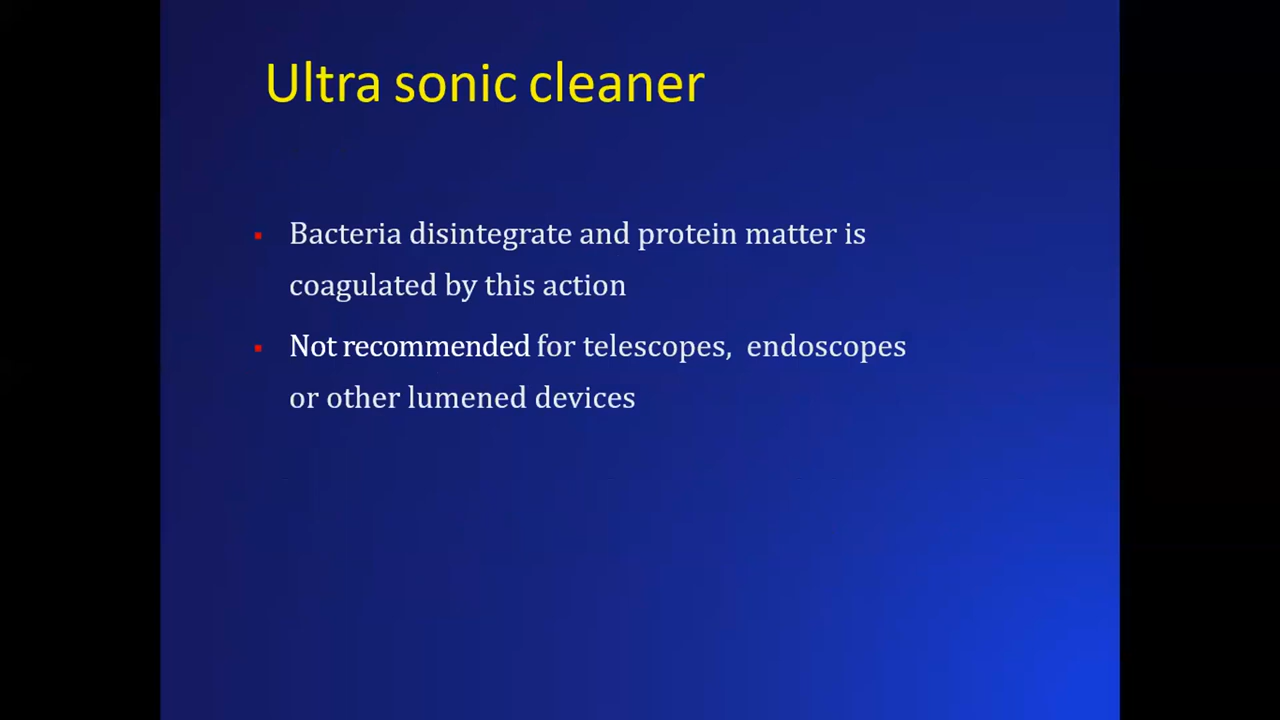 Ultra sonic cleaner
Bacteria disintegrate and protein matter is
coagulated by this action
Not recommended for telescopes, endoscopes
or other lumened devices